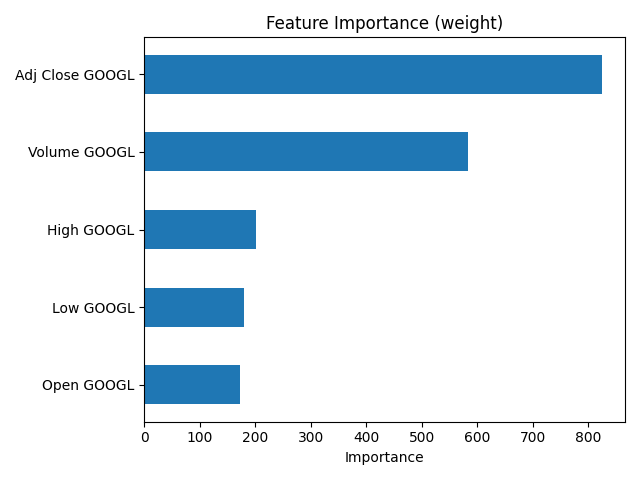 Feature Importance (weight)
Adj Close GOOGL
Volume GOOGL
High GOOGL
Low GOOGL
Open GOOGL
0 100 200 300 400 500 600 700 800
Importance